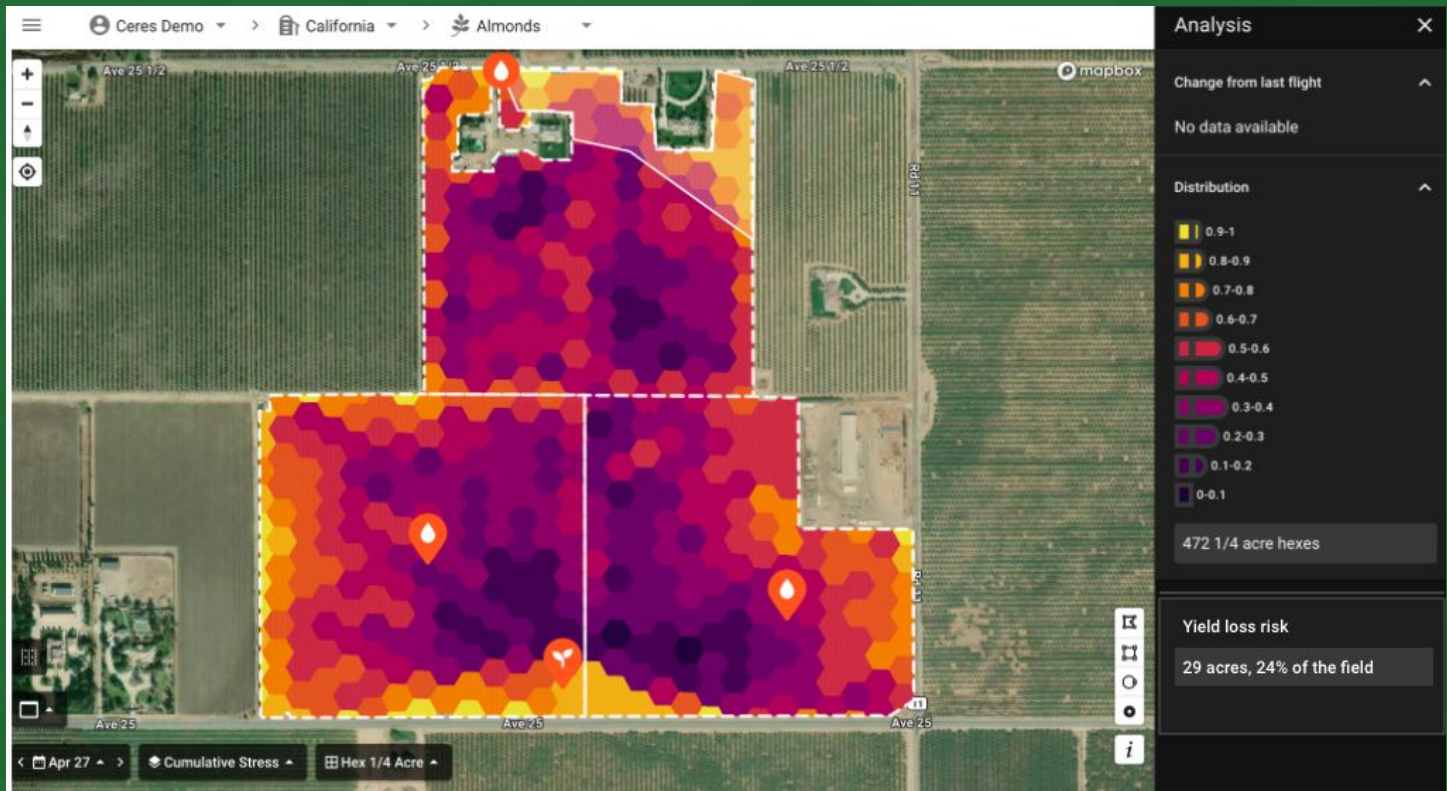 Ceres Demo > California > Almonds
Analysis
Ave 25 1/2
Ave 25 1/2
Ave 25 1/2
mapbox
Change from last flight
No data available
Distribution
Rd 11
0.9-1
0.8-0.9
0.7-0.8
0.6-0.7
0.5-0.6
0.4-0.5
0.3-0.4
0.2-0.3
0.1-0.2
0-0.1
472 1/4 acre hexes
Rd 11
Yield loss risk
29 acres, 24% of the field
11
Ave 25
Ave 25
Ave 25
< Apr 27 >
Cumulative Stress
Hex 1/4 Acre
i